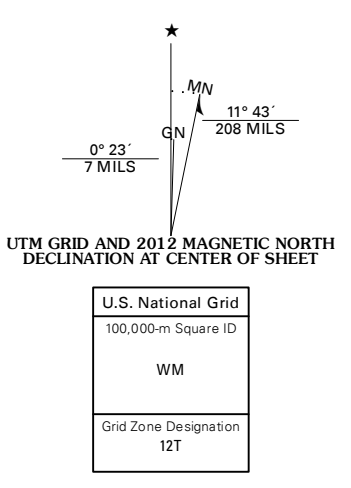 ★
MN
11° 43´
208 MILS
GN
0° 23´
7 MILS
UTM GRID AND 2012 MAGNETIC NORTH
DECLINATION AT CENTER OF SHEET
U.S. National Grid
100,000-m Square ID
WM
Grid Zone Designation
12T